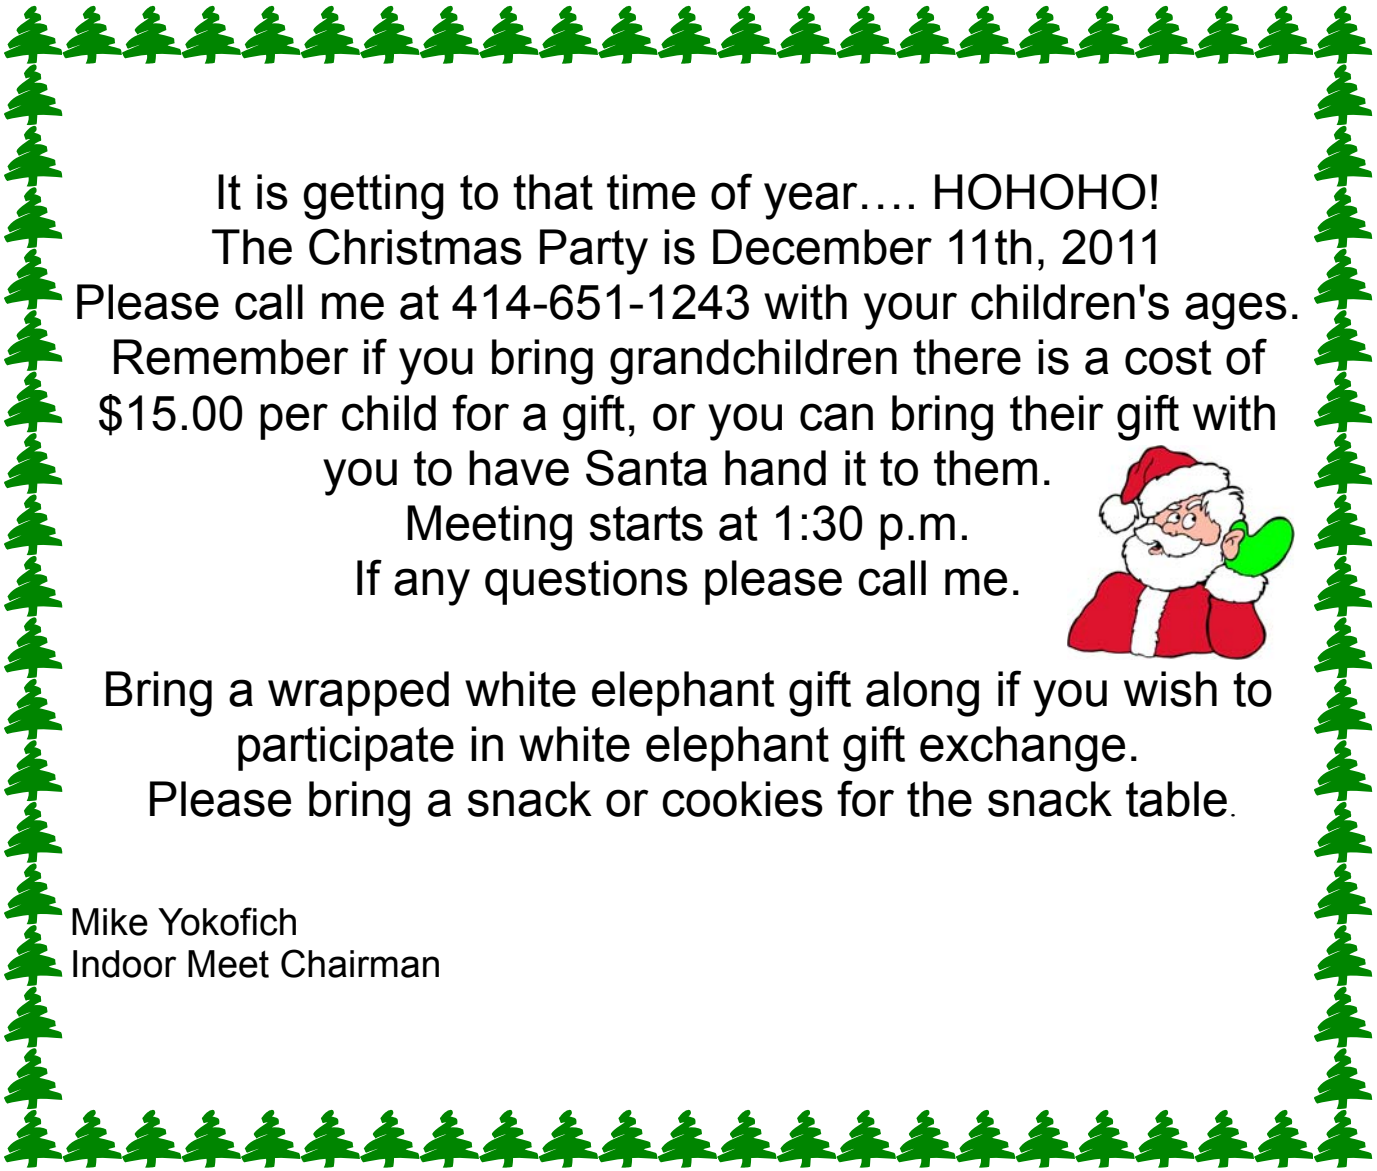 It is getting to that time of year…. HOHOHO!
The Christmas Party is December 11th, 2011
Please call me at 414-651-1243 with your children's ages.
Remember if you bring grandchildren there is a cost of
$15.00 per child for a gift, or you can bring their gift with
you to have Santa hand it to them.
Meeting starts at 1:30 p.m.
If any questions please call me.
Bring a wrapped white elephant gift along if you wish to
participate in white elephant gift exchange.
Please bring a snack or cookies for the snack table.
Mike Yokofich
Indoor Meet Chairman